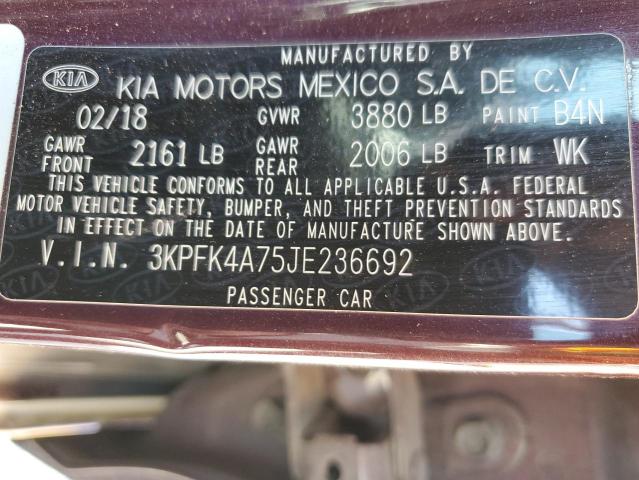 MANUFACTURED BY
KIA KIA MOTORS MEXICO S.A. DE C.V.
02/18 GVWR 3880 LB PAINT B4N
GAWR FRONT 2161 LB GAWR REAR 2006 LB TRIM WK
THIS VEHICLE CONFORMS TO ALL APPLICABLE U.S.A. FEDERAL
MOTOR VEHICLE SAFETY, BUMPER, AND THEFT PREVENTION STANDARDS
IN EFFECT ON THE DATE OF MANUFACTURE SHOWN ABOVE.
V.I.N. 3KPFK4A75JE236692
PASSENGER CAR